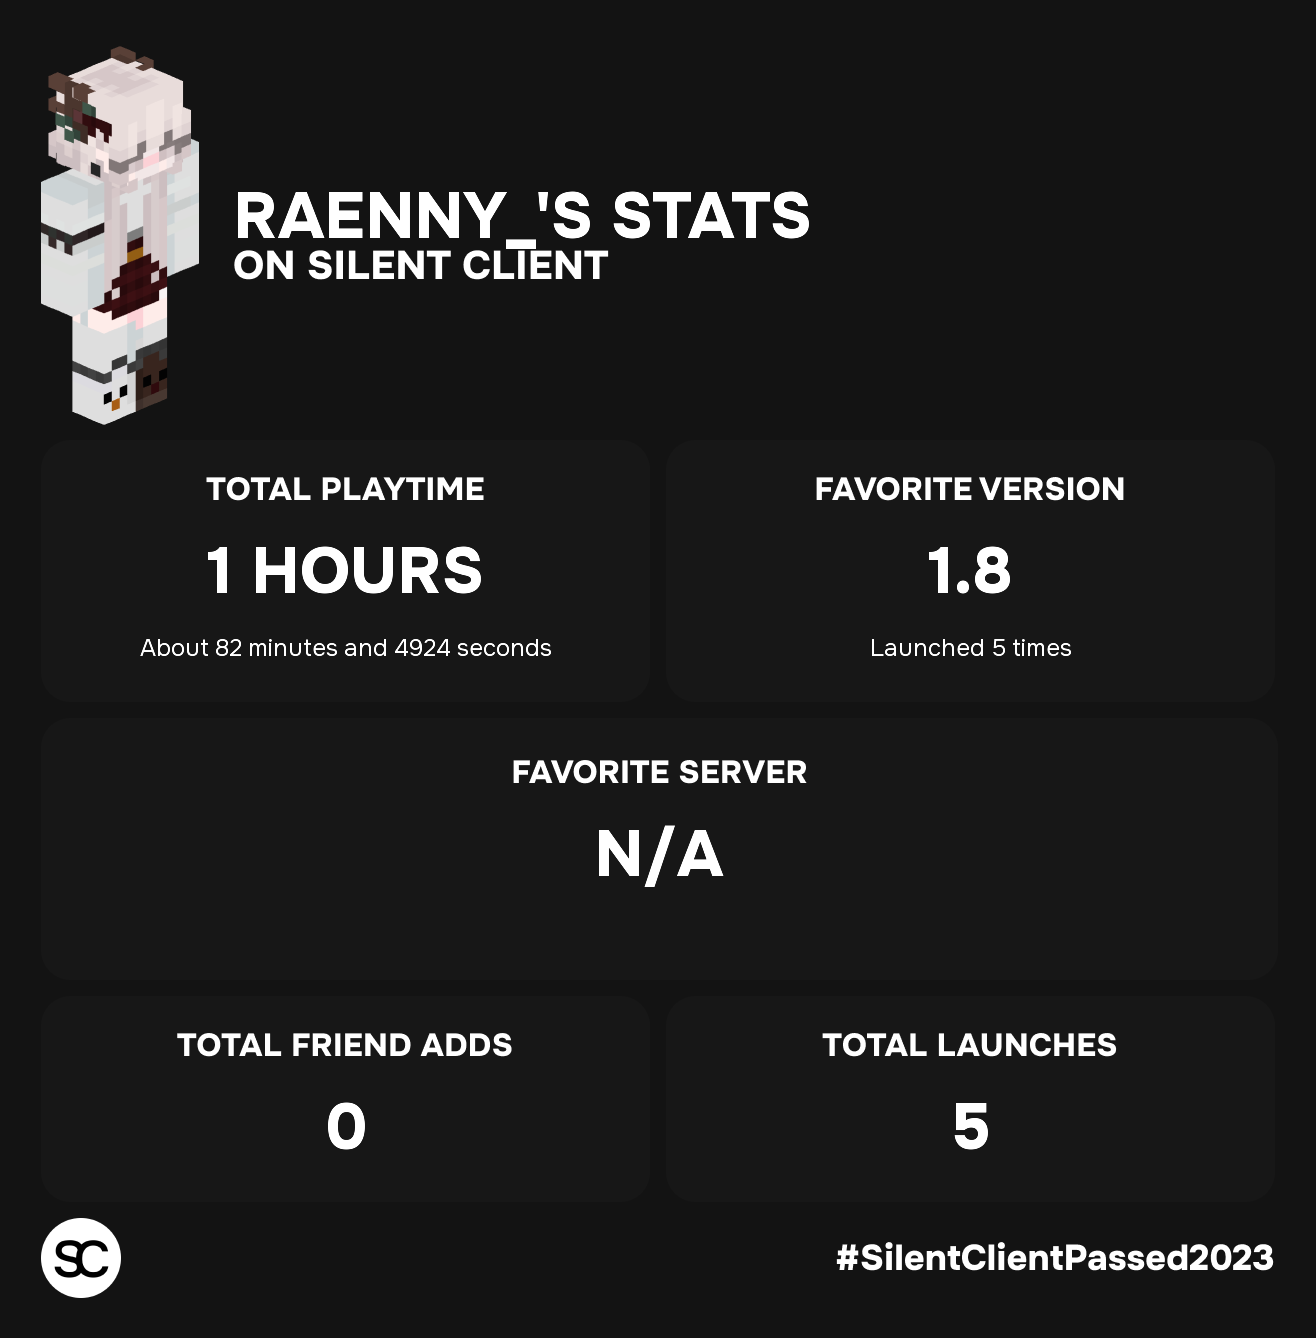 RAENNY_'S STATS
ON SILENT CLIENT
TOTAL PLAYTIME
1 HOURS
About 82 minutes and 4924 seconds
FAVORITE VERSION
1.8
Launched 5 times
FAVORITE SERVER
N/A
TOTAL FRIEND ADDS
0
TOTAL LAUNCHES
5
SC
#SilentClientPassed2023